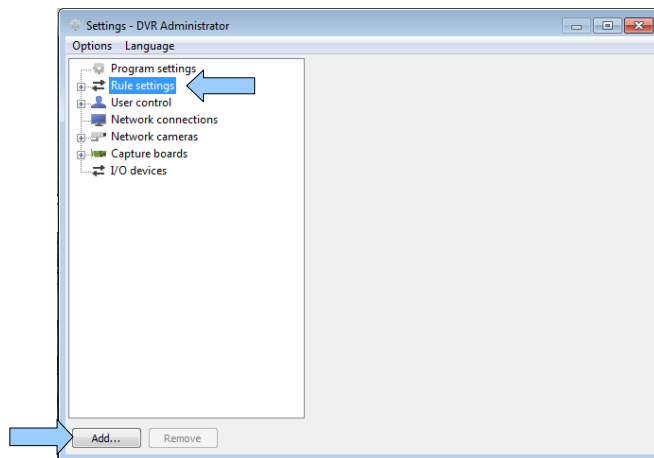 Settings - DVR Administrator
Options Language
Program settings
Rule settings
User control
Network connections
Network cameras
Capture boards
I/O devices
Add... Remove